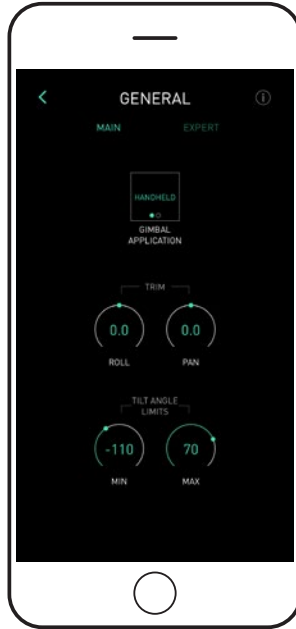 GENERAL
MAIN EXPERT
HANDHELD
GIMBAL
APPLICATION
TRIM
0.0 0.0
ROLL PAN
TILT ANGLE
LIMITS
-110 70
MIN MAX